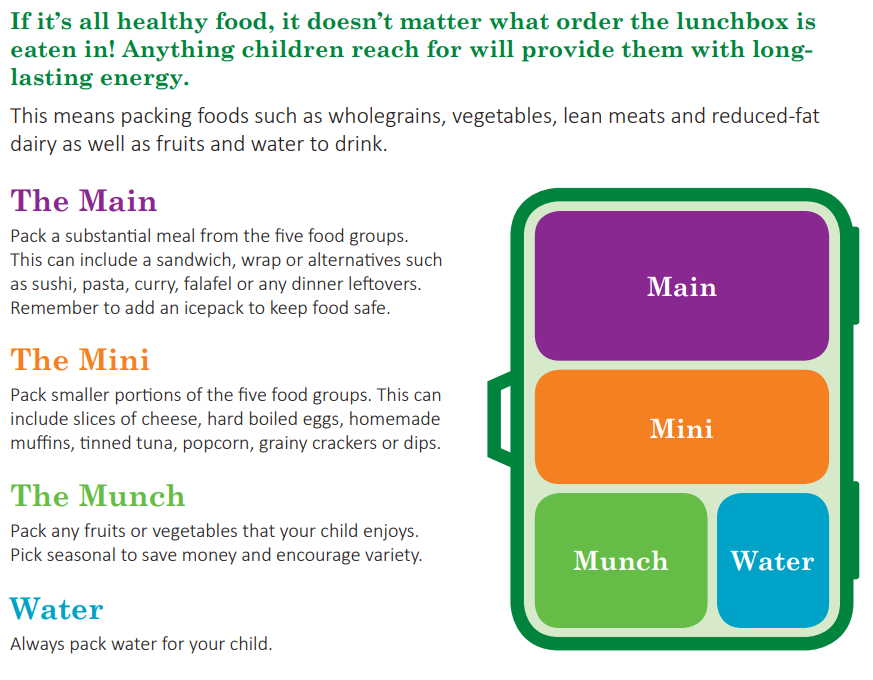 If it’s all healthy food, it doesn’t matter what order the lunchbox is
eaten in! Anything children reach for will provide them with long-
lasting energy.
This means packing foods such as wholegrains, vegetables, lean meats and reduced-fat
dairy as well as fruits and water to drink.
The Main
Pack a substantial meal from the five food groups.
This can include a sandwich, wrap or alternatives such
as sushi, pasta, curry, falafel or any dinner leftovers.
Remember to add an icepack to keep food safe.
The Mini
Pack smaller portions of the five food groups. This can
include slices of cheese, hard boiled eggs, homemade
muffins, tinned tuna, popcorn, grainy crackers or dips.
The Munch
Pack any fruits or vegetables that your child enjoys.
Pick seasonal to save money and encourage variety.
Water
Always pack water for your child.
Main
Mini
Munch
Water